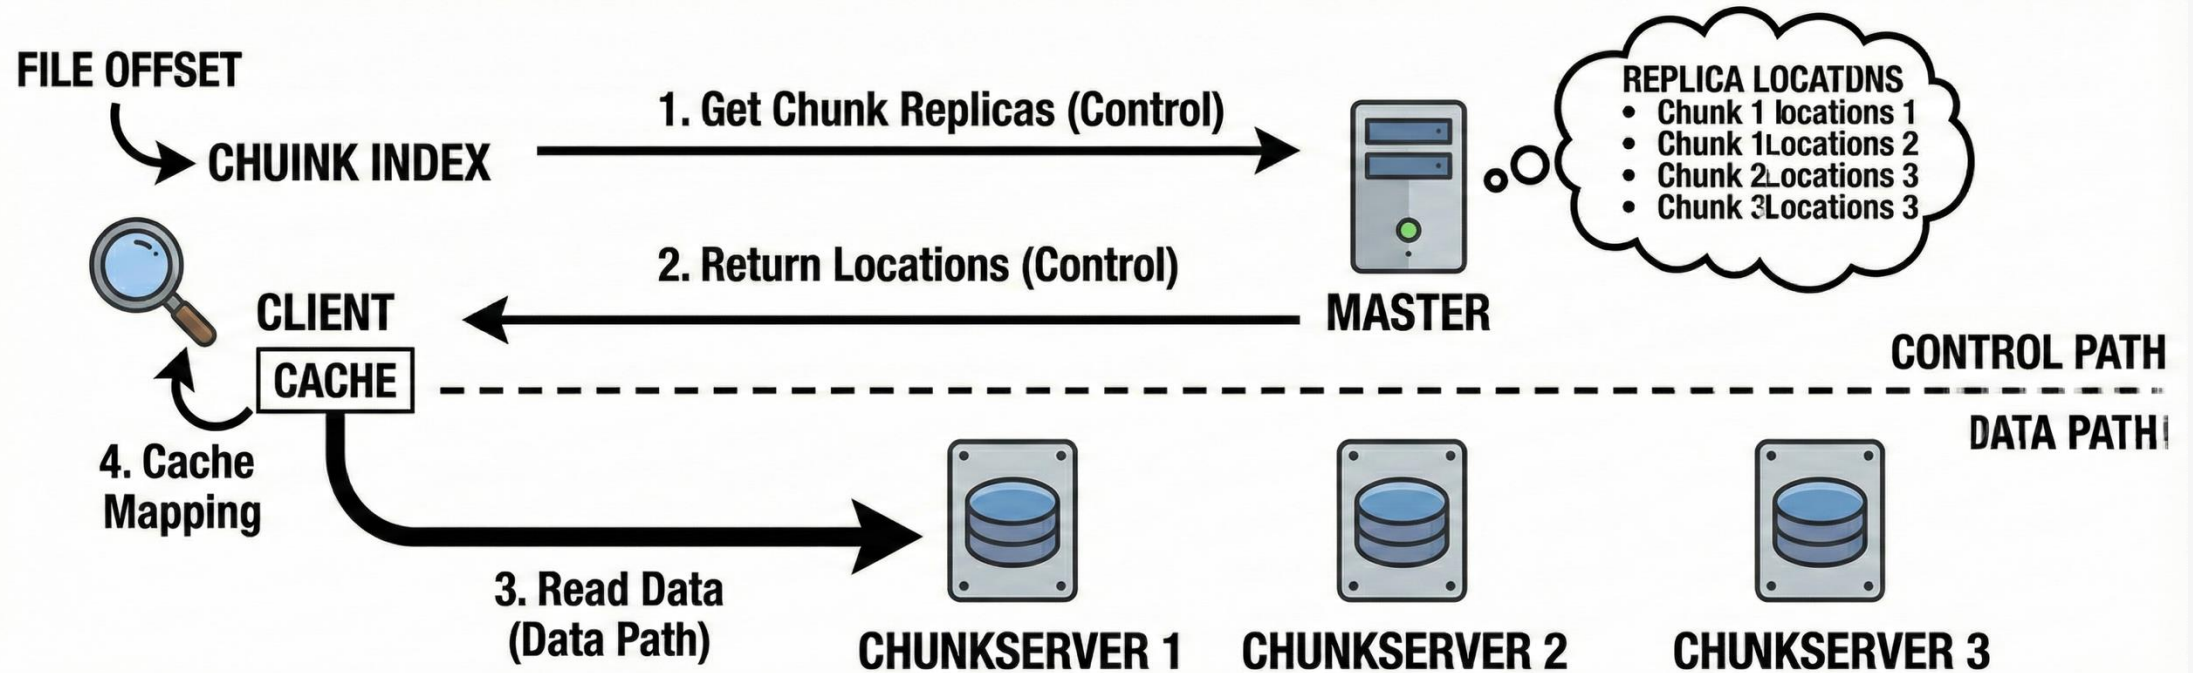 FILE OFFSET
CHUINK INDEX
1. Get Chunk Replicas (Control)
REPLICA LOCATDNS
• Chunk 1 locations 1
• Chunk 1Locations 2
• Chunk 2Locations 3
• Chunk 3Locations 3
2. Return Locations (Control)
MASTER
CLIENT
CACHE
CONTROL PATH
DATA PATH
4. Cache
Mapping
3. Read Data
(Data Path)
CHUNKSERVER 1
CHUNKSERVER 2
CHUNKSERVER 3